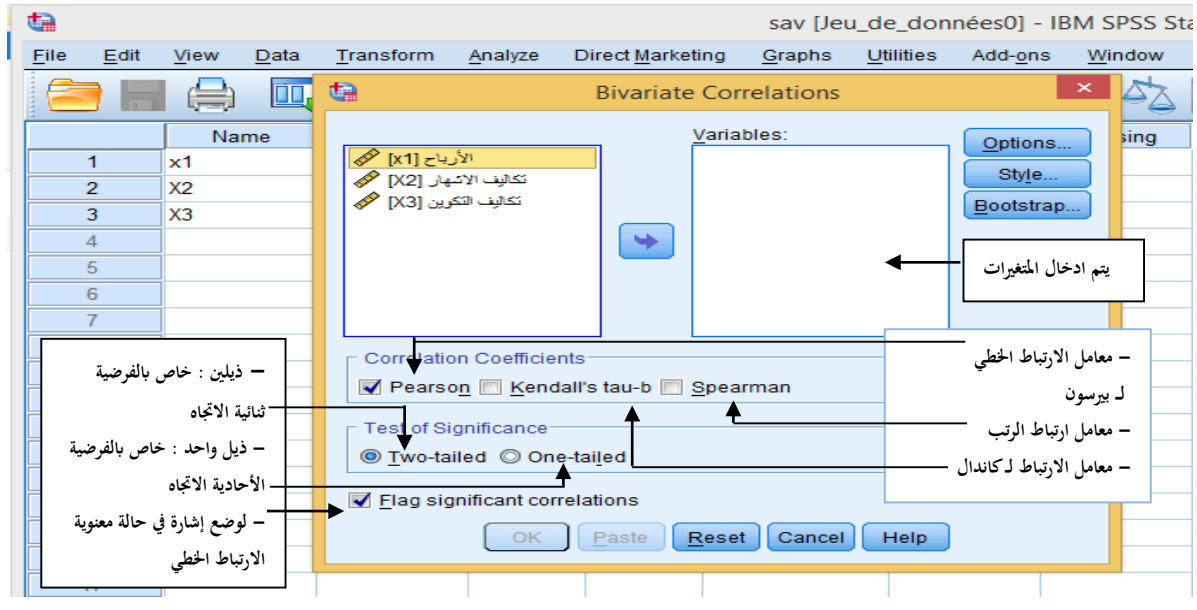 sav [Jeu_de_données0] - IBM SPSS Sta
File Edit View Data Transform Analyze Direct Marketing Graphs Utilities Add-ons Window
Bivariate Correlations
Name
sing
1 x1
2 X2
3 X3
4
5
6
7
Variables:
الأرباح [x1]
تكاليف الاشهار [X2]
تكاليف التكوين [X3]
Options...
Style...
Bootstrap...
يتم ادخال المتغيرات
Correlation Coefficients
Pearson Kendall's tau-b Spearman
Test of Significance
Two-tailed One-tailed
Flag significant correlations
OK Paste Reset Cancel Help
– معامل الارتباط الخطي
لـ بيرسون
– معامل ارتباط الرتب
– معامل الارتباط لـ كاندال
– ذيلين : خاص بالفرضية
ثنائية الاتجاه
– ذيل واحد : خاص بالفرضية
الأحادية الاتجاه
– لوضع إشارة في حالة معنوية
الارتباط الخطي